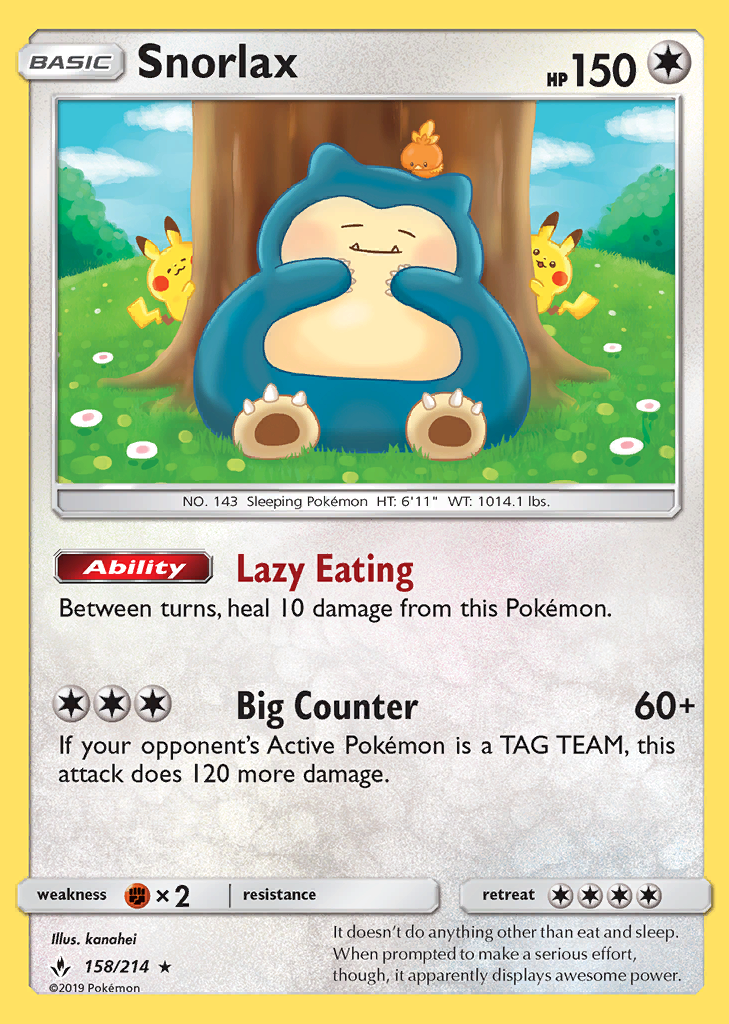 BASIC Snorlax HP 150
NO. 143 Sleeping Pokémon HT: 6'11" WT: 1014.1 lbs.
Ability Lazy Eating
Between turns, heal 10 damage from this Pokémon.
Big Counter 60+
If your opponent's Active Pokémon is a TAG TEAM, this
attack does 120 more damage.
weakness × 2 resistance retreat
Illus. kanahei
158/214 ★
©2019 Pokémon
It doesn't do anything other than eat and sleep.
When prompted to make a serious effort,
though, it apparently displays awesome power.